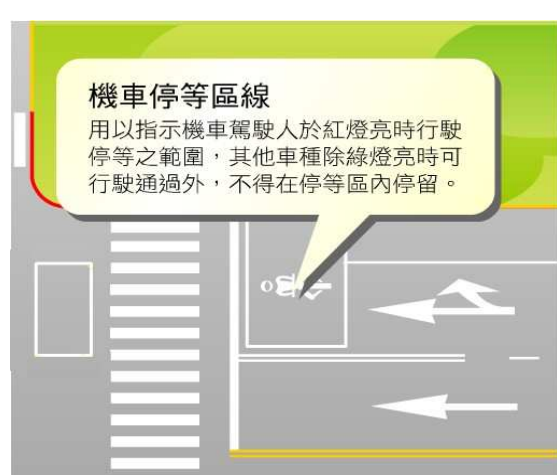 機車停等區線
用以指示機車駕駛人於紅燈亮時行駛
停等之範圍，其他車種除綠燈亮時可
行駛通過外，不得在停等區內停留。